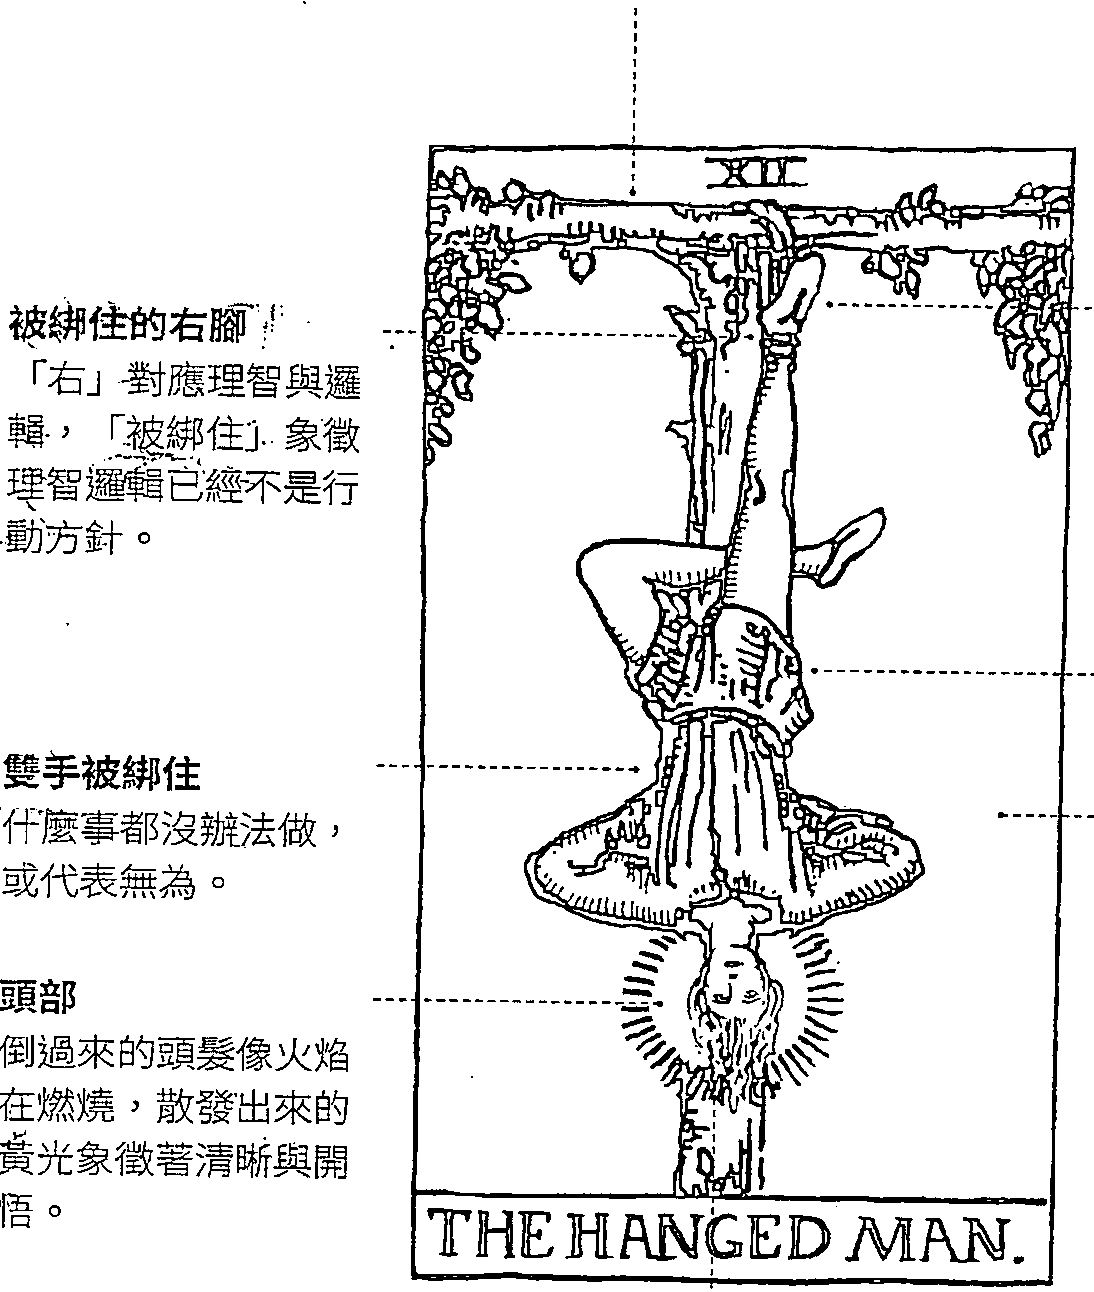 XII
被綁住的右腳
「右」對應理智與邏
輯，「被綁住」象徵
理智邏輯已經不是行
動方針。
雙手被綁住
什麼事都沒辦法做，
或代表無為。
頭部
倒過來的頭髮像火焰
在燃燒，散發出來的
黃光象徵著清晰與開
悟。
THE HANGED MAN.